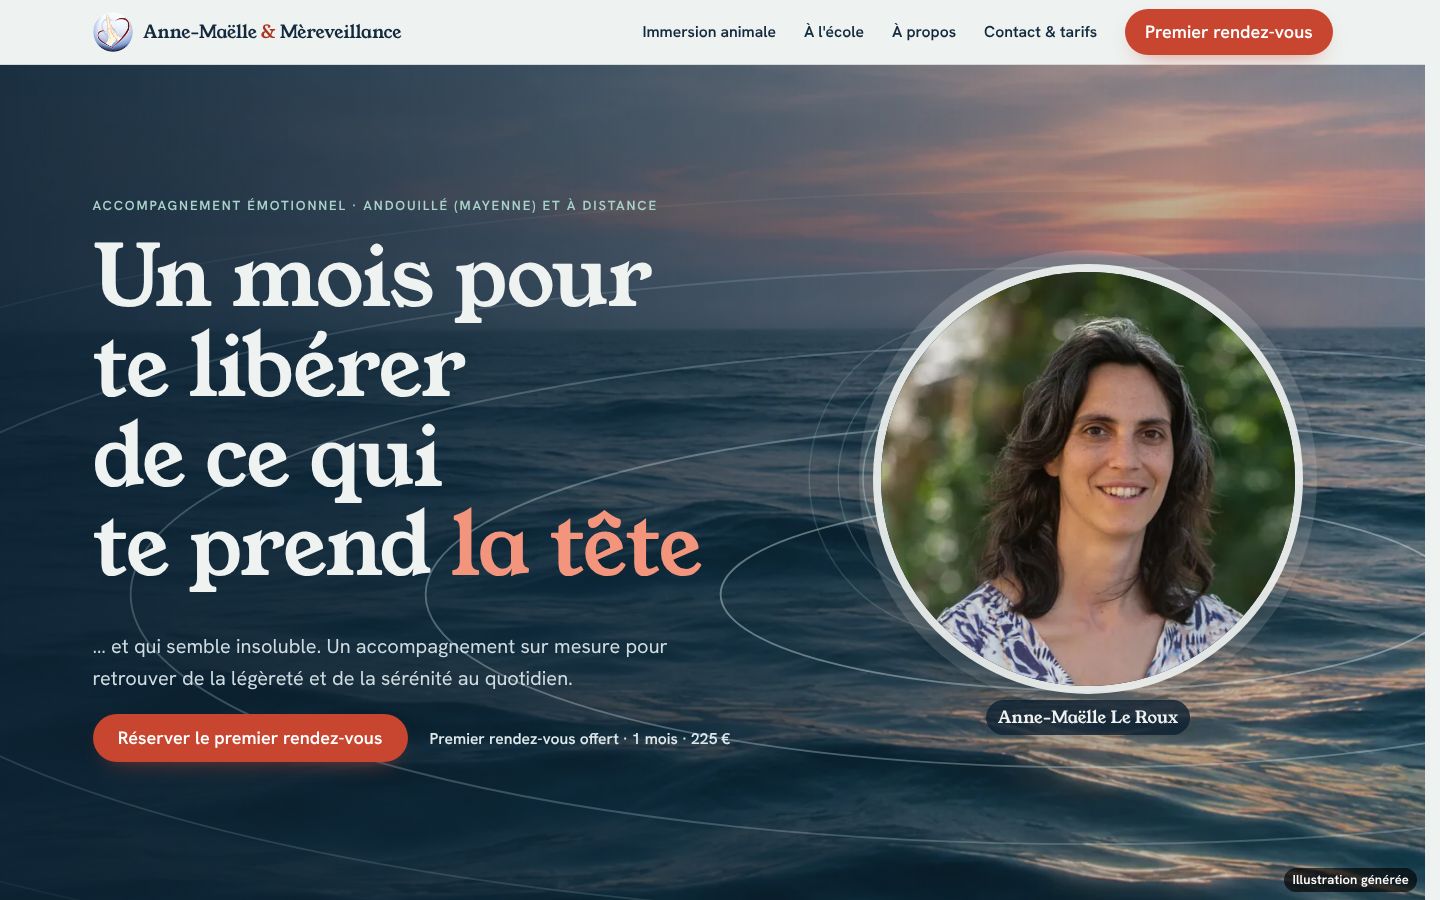 Anne-Maëlle & Mèreveillance
Immersion animale
À l'école
À propos
Contact & tarifs
Premier rendez-vous
ACCOMPAGNEMENT ÉMOTIONNEL · ANDOUILLÉ (MAYENNE) ET À DISTANCE
Un mois pour
te libérer
de ce qui
te prend la tête
... et qui semble insoluble. Un accompagnement sur mesure pour
retrouver de la légèreté et de la sérénité au quotidien.
Réserver le premier rendez-vous
Premier rendez-vous offert · 1 mois · 225 €
Anne-Maëlle Le Roux
Illustration générée